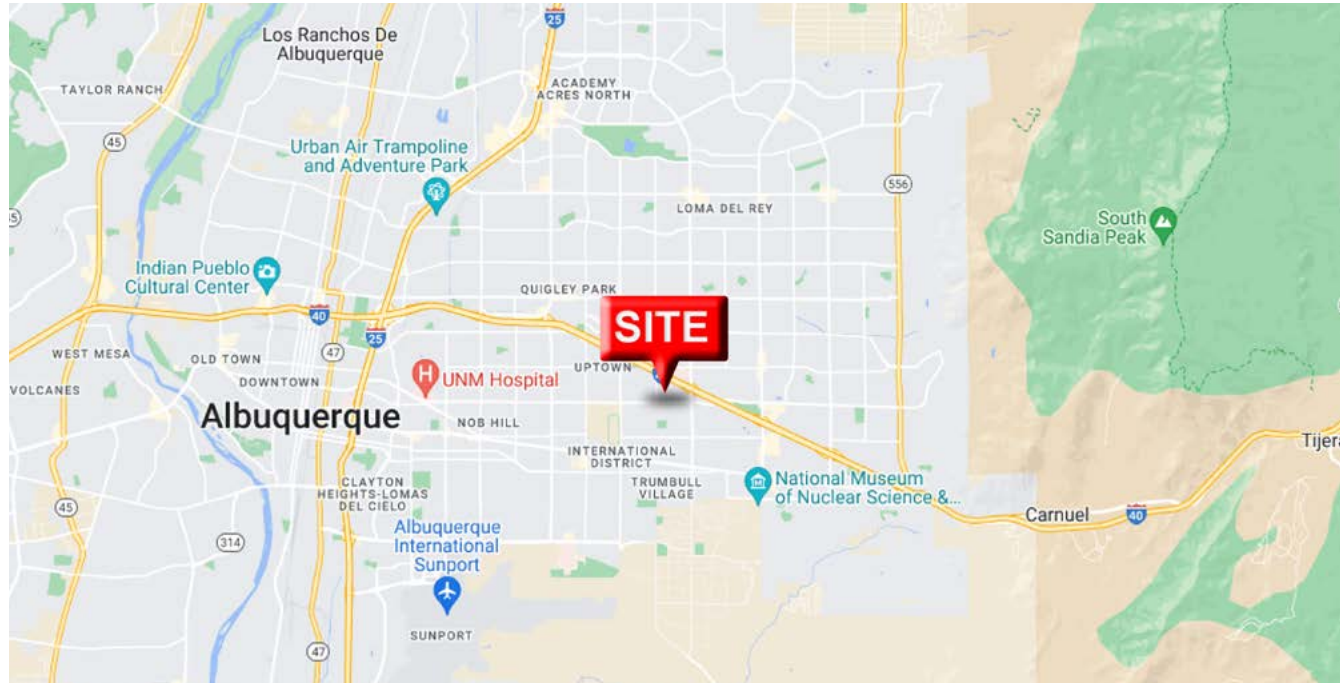 25
Los Ranchos De
Albuquerque
TAYLOR RANCH
ACADEMY
ACRES NORTH
45
Urban Air Trampoline
and Adventure Park
556
LOMA DEL REY
South
Sandia Peak
Indian Pueblo
Cultural Center
QUIGLEY PARK
40
SITE
25
47
WEST MESA
OLD TOWN
UPTOWN
DOWNTOWN
UNM Hospital
VOLCANES
Albuquerque
NOB HILL
INTERNATIONAL
DISTRICT
Tijera
CLAYTON
HEIGHTS-LOMAS
DEL CIELO
TRUMBULL
VILLAGE
National Museum
of Nuclear Science &...
45
Carnuel
40
Albuquerque
International
Sunport
314
SUNPORT
47